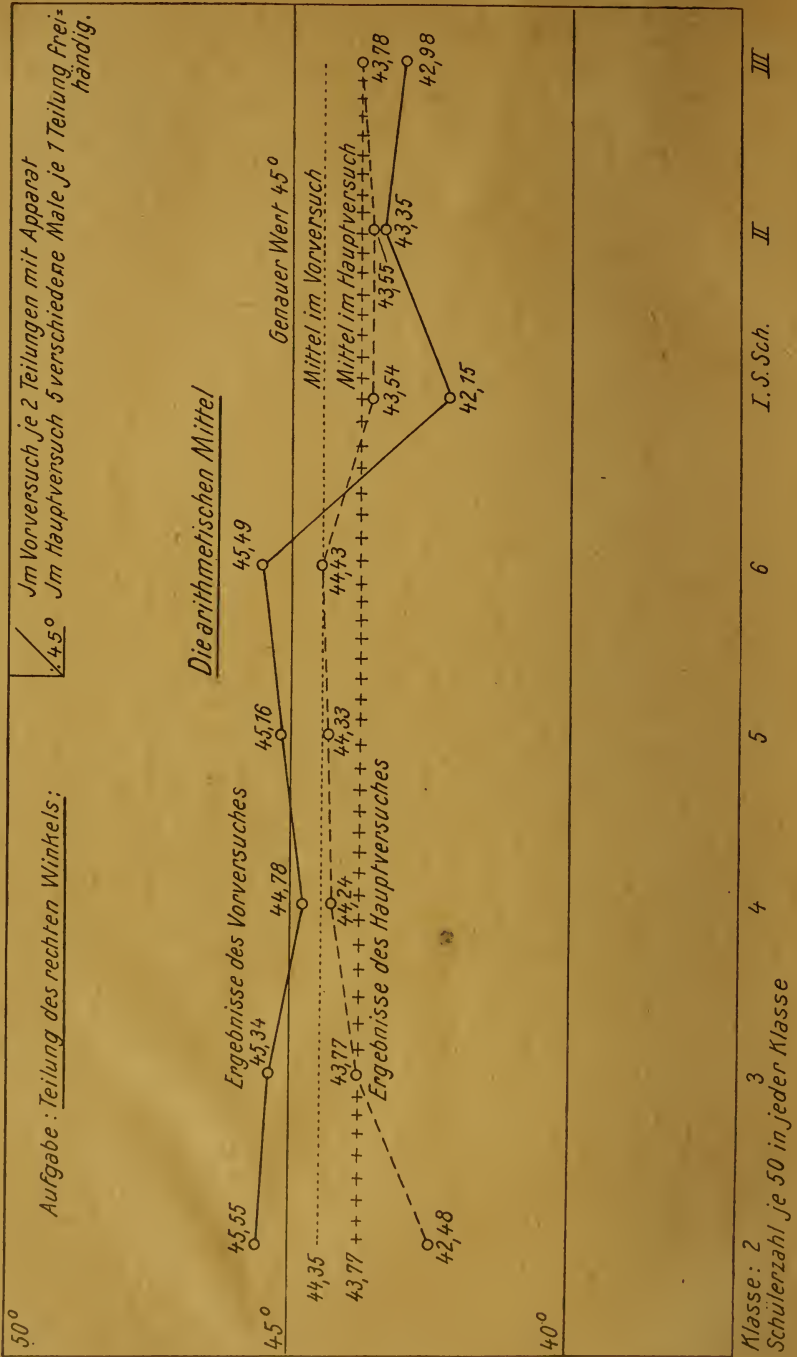 50°
Aufgabe: Teilung des rechten Winkels:
45°
Jm Vorversuch je 2 Teilungen mit Apparat
Jm Hauptversuch 5 verschiedene Male je 1 Teilung Frei=
händig.
Die arithmetischen Mittel
Ergebnisse des Vorversuches
45,55
45,34
44,78
45,16
45,49
45°
Genauer Wert 45°
44,35
Mittel im Vorversuch
43,77
Mittel im Hauptversuch
42,48
43,77
44,24
44,33
44,43
43,54
43,55
43,78
Ergebnisse des Hauptversuches
42,15
43,35
42,98
40°
Klasse: 2 3 4 5 6 I.S.Sch. II III
Schülerzahl je 50 in jeder Klasse